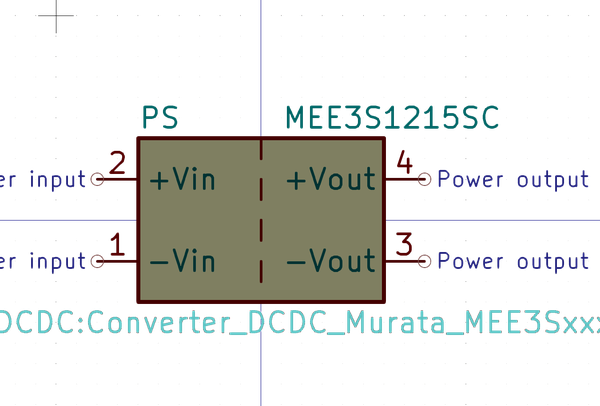 PS MEE3S1215SC
er input 2 +Vin +Vout 4 Power output
er input 1 -Vin -Vout 3 Power output
DCDC:Converter_DCDC_Murata_MEE3Sxxx